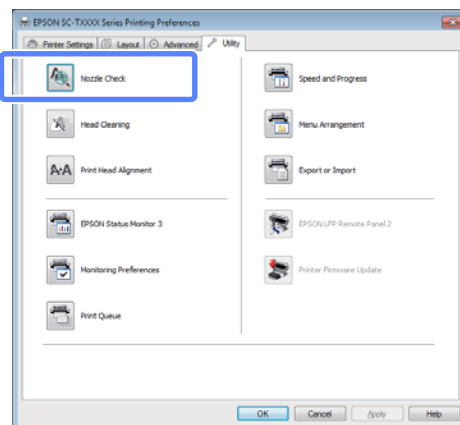 EPSON SC-TXXXX Series Printing Preferences
Printer Settings Layout Advanced Utility
Nozzle Check
Speed and Progress
Head Cleaning
Menu Arrangement
Print Head Alignment
Export or Import
EPSON Status Monitor 3
EPSON LFP Remote Panel 2
Monitoring Preferences
Printer Firmware Update
Print Queue
OK Cancel Apply Help